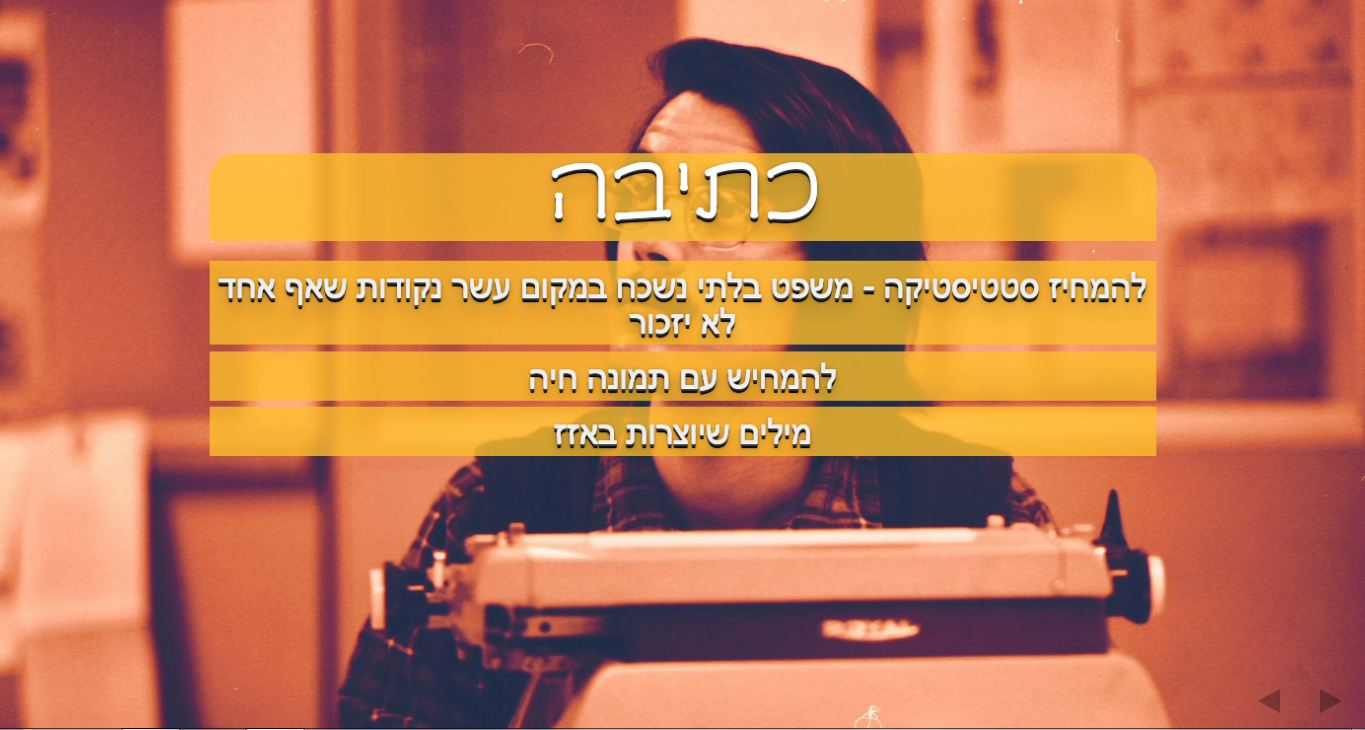 כתיבה
להמחיז סטטיסטיקה - משפט בלתי נשכח במקום עשר נקודות שאף אחד
לא יזכור
להמחיש עם תמונה חיה
מילים שיוצרות באזז
ROYAL